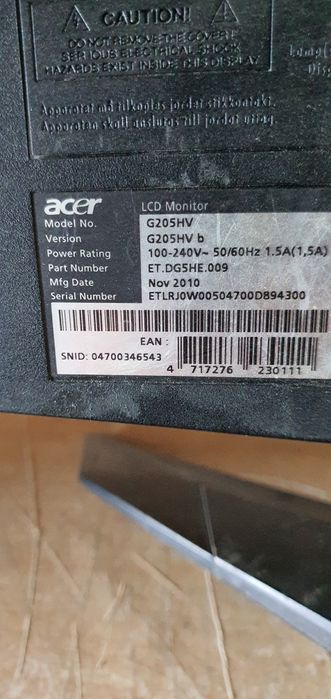 CAUTION!
DO NOT REMOVE THE COVER!
SERIOUS ELECTRICAL SHOCK
HAZARDS EXIST INSIDE THIS DISPLAY
Apparatet må tilkoples jordet stikkontakt.
Apparaten skall anslutas till jordat uttag.
acer LCD Monitor
Model No. G205HV
Version G205HV b
Power Rating 100-240V~ 50/60Hz 1.5A(1,5A)
Part Number ET.DG5HE.009
Mfg Date Nov 2010
Serial Number ETLRJ0W00504700D894300
EAN :
SNID: 04700346543
4 717276 230111